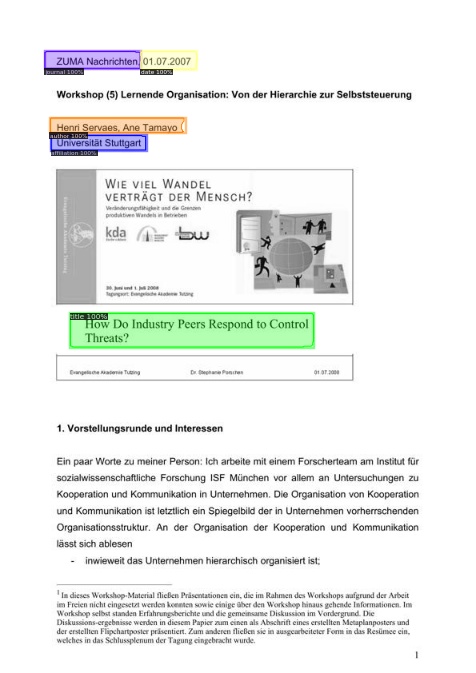 ZUMA Nachrichten, 01.07.2007
journal 100%
date 100%
Workshop (5) Lernende Organisation: Von der Hierarchie zur Selbststeuerung
Henri Servaes, Ane Tamayo (
author 100%
Universität Stuttgart
affiliation 100%
WIE VIEL WANDEL
VERTRÄGT DER MENSCH?
Veränderungsfähigkeit und die Grenzen
produktiven Wandels in Betrieben
kda
30. Juni und 1. Juli 2008
Tagungsort: Evangelische Akademie Tutzing
title 100%
How Do Industry Peers Respond to Control
Threats?
Evangelische Akademie Tutzing Dr. Stephanie Porschen 01.07.2008
1. Vorstellungsrunde und Interessen
Ein paar Worte zu meiner Person: Ich arbeite mit einem Forscherteam am Institut für
sozialwissenschaftliche Forschung ISF München vor allem an Untersuchungen zu
Kooperation und Kommunikation in Unternehmen. Die Organisation von Kooperation
und Kommunikation ist letztlich ein Spiegelbild der in Unternehmen vorherrschenden
Organisationsstruktur. An der Organisation der Kooperation und Kommunikation
lässt sich ablesen
- inwieweit das Unternehmen hierarchisch organisiert ist;
1 In dieses Workshop-Material fließen Präsentationen ein, die im Rahmen des Workshops aufgrund der Arbeit
im Freien nicht eingesetzt werden konnten sowie einige über den Workshop hinaus gehende Informationen. Im
Workshop selbst standen Erfahrungsberichte und die gemeinsame Diskussion im Vordergrund. Die
Diskussions-ergebnisse werden in diesem Papier zum einen als Abschrift eines erstellten Metaplanposters und
der erstellten Flipchartposter präsentiert. Zum anderen fließen sie in ausgearbeiteter Form in das Resümee ein,
welches in das Schlussplenum der Tagung eingebracht wurde.
1